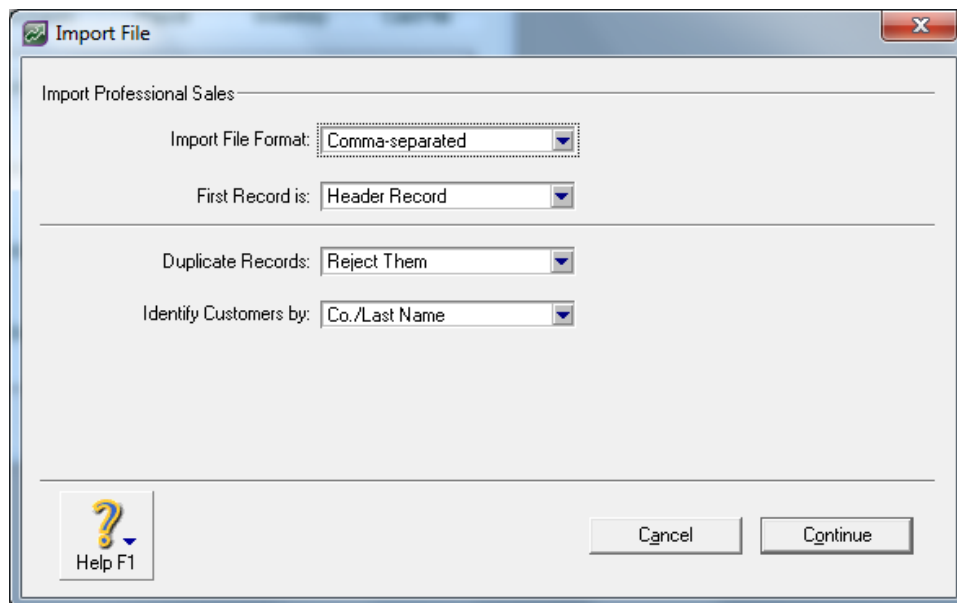 Import File
Import Professional Sales
Import File Format: Comma-separated
First Record is: Header Record
Duplicate Records: Reject Them
Identify Customers by: Co./Last Name
Help F1
Cancel
Continue